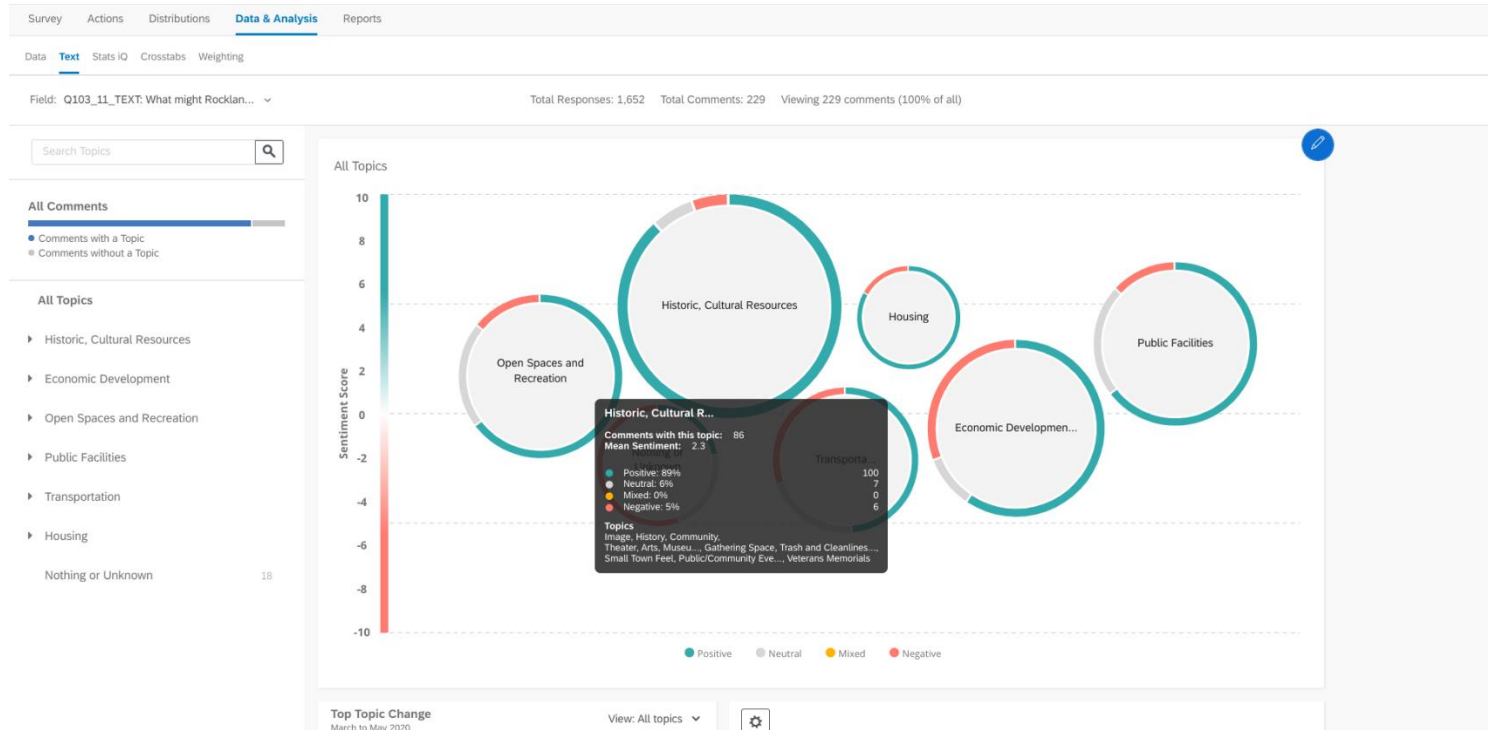 Survey Actions Distributions Data & Analysis Reports
Data Text Stats iQ Crosstabs Weighting
Field: Q103_11_TEXT: What might Rocklan...
Total Responses: 1,652 Total Comments: 229 Viewing 229 comments (100% of all)
Search Topics
All Comments
Comments with a Topic
Comments without a Topic
All Topics
Historic, Cultural Resources
Economic Development
Open Spaces and Recreation
Public Facilities
Transportation
Housing
Nothing or Unknown 18
All Topics
Sentiment Score
10
8
6
4
2
0
-2
-4
-6
-8
-10
Open Spaces and
Recreation
Historic, Cultural Resources
Housing
Public Facilities
Economic Developmen...
Transporta...
Nothing or
Unknown
Historic, Cultural R...
Comments with this topic: 86
Mean Sentiment: 2.3
Positive: 89% 100
Neutral: 6% 7
Mixed: 0% 0
Negative: 5% 6
Topics
Image, History, Community,
Theater, Arts, Museu..., Gathering Space, Trash and Cleanlines...,
Small Town Feel, Public/Community Eve..., Veterans Memorials
Positive Neutral Mixed Negative
Top Topic Change
March to May 2020
View: All topics